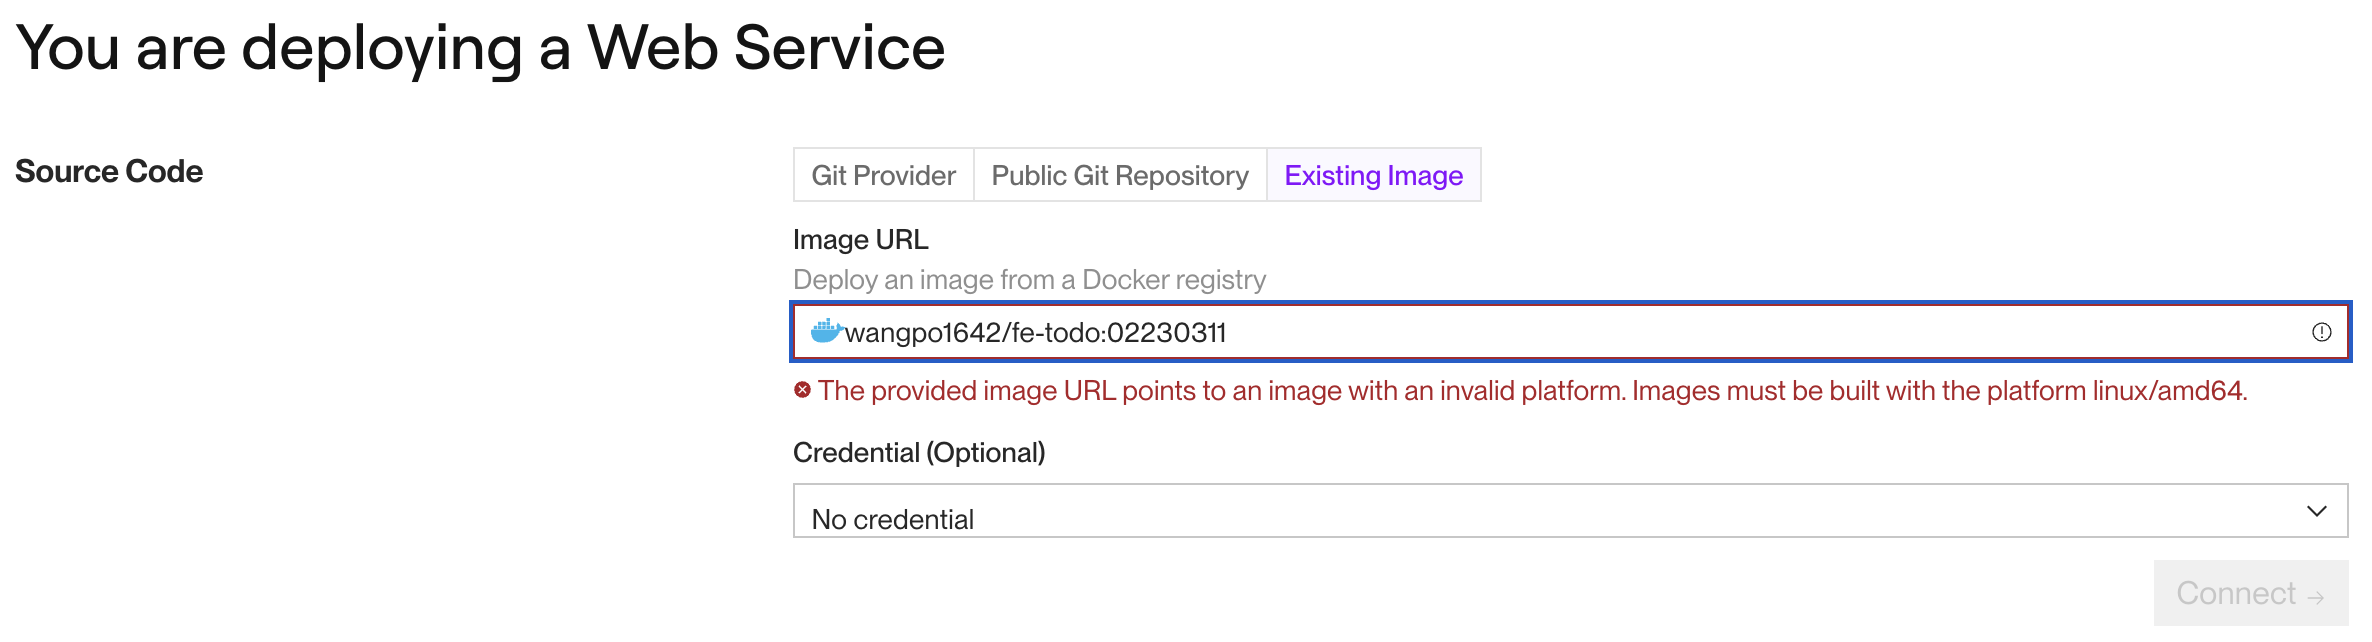 You are deploying a Web Service
Source Code
Git Provider Public Git Repository Existing Image
Image URL
Deploy an image from a Docker registry
wangpo1642/fe-todo:02230311
The provided image URL points to an image with an invalid platform. Images must be built with the platform linux/amd64.
Credential (Optional)
No credential
Connect →